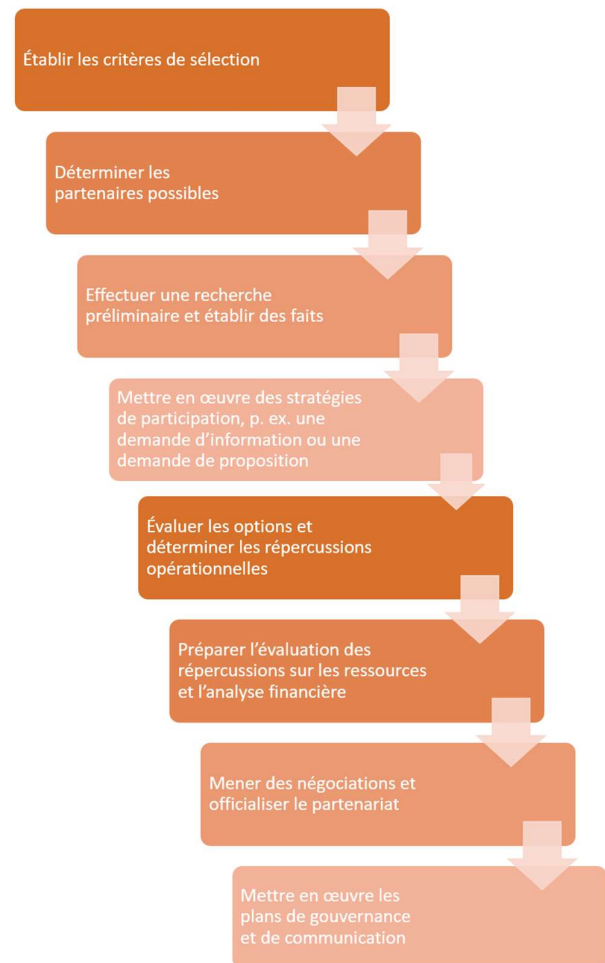 Établir les critères de sélection
Déterminer les
partenaires possibles
Effectuer une recherche
préliminaire et établir des faits
Mettre en œuvre des stratégies
de participation, p. ex. une
demande d’information ou une
demande de proposition
Évaluer les options et
déterminer les répercussions
opérationnelles
Préparer l’évaluation des
répercussions sur les ressources
et l’analyse financière
Mener des négociations et
officialiser le partenariat
Mettre en œuvre les
plans de gouvernance
et de communication